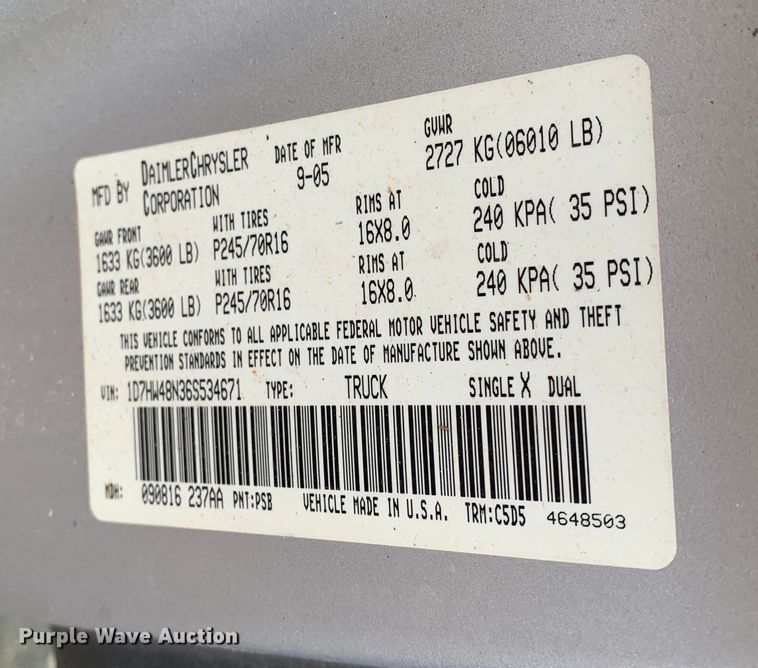 MFD BY DAIMLERCHRYSLER CORPORATION
DATE OF MFR 9-05
GVWR 2727 KG(06010 LB)
GAWR FRONT WITH TIRES RIMS AT COLD
1633 KG(3600 LB) P245/70R16 16X8.0 240 KPA( 35 PSI)
GAWR REAR WITH TIRES RIMS AT COLD
1633 KG(3600 LB) P245/70R16 16X8.0 240 KPA( 35 PSI)
THIS VEHICLE CONFORMS TO ALL APPLICABLE FEDERAL MOTOR VEHICLE SAFETY AND THEFT
PREVENTION STANDARDS IN EFFECT ON THE DATE OF MANUFACTURE SHOWN ABOVE.
VIN: 1D7HW48N36S534671 TYPE: TRUCK SINGLE X DUAL
MDH: 090816 237AA PNT:PSB VEHICLE MADE IN U.S.A. TRM:C5D5 4648503
Purple Wave Auction